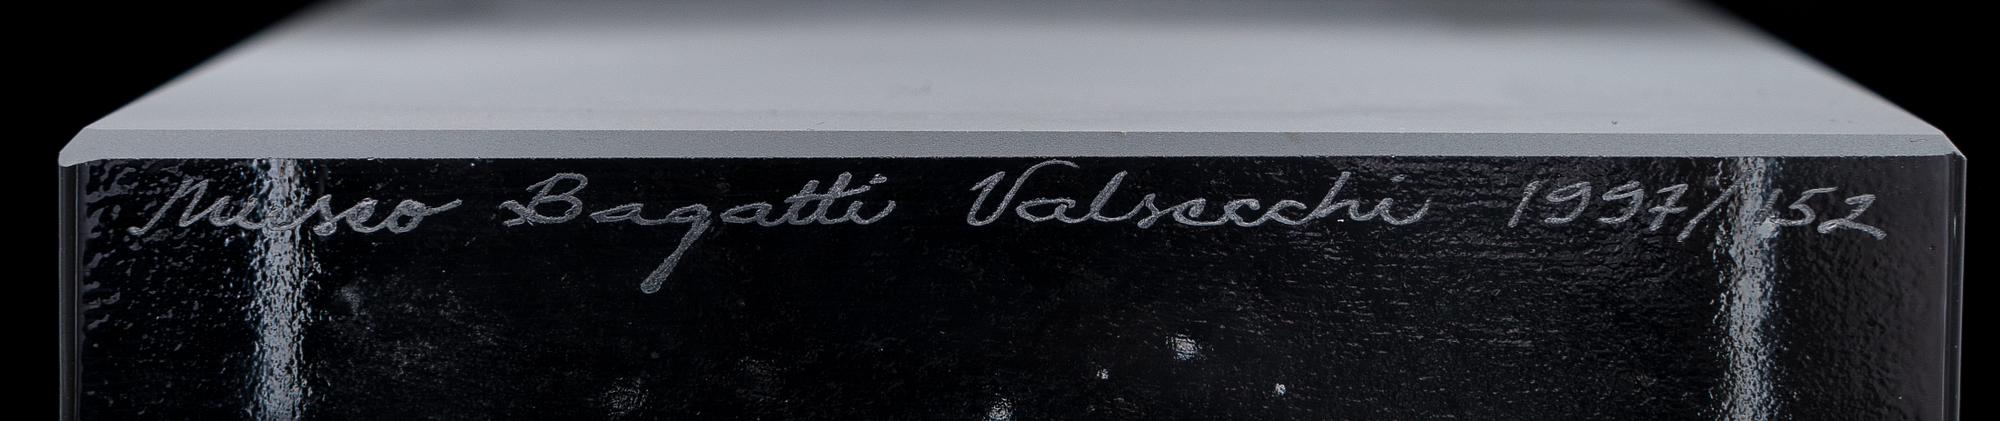 Museo Bagatti Valsecchi 1997/152